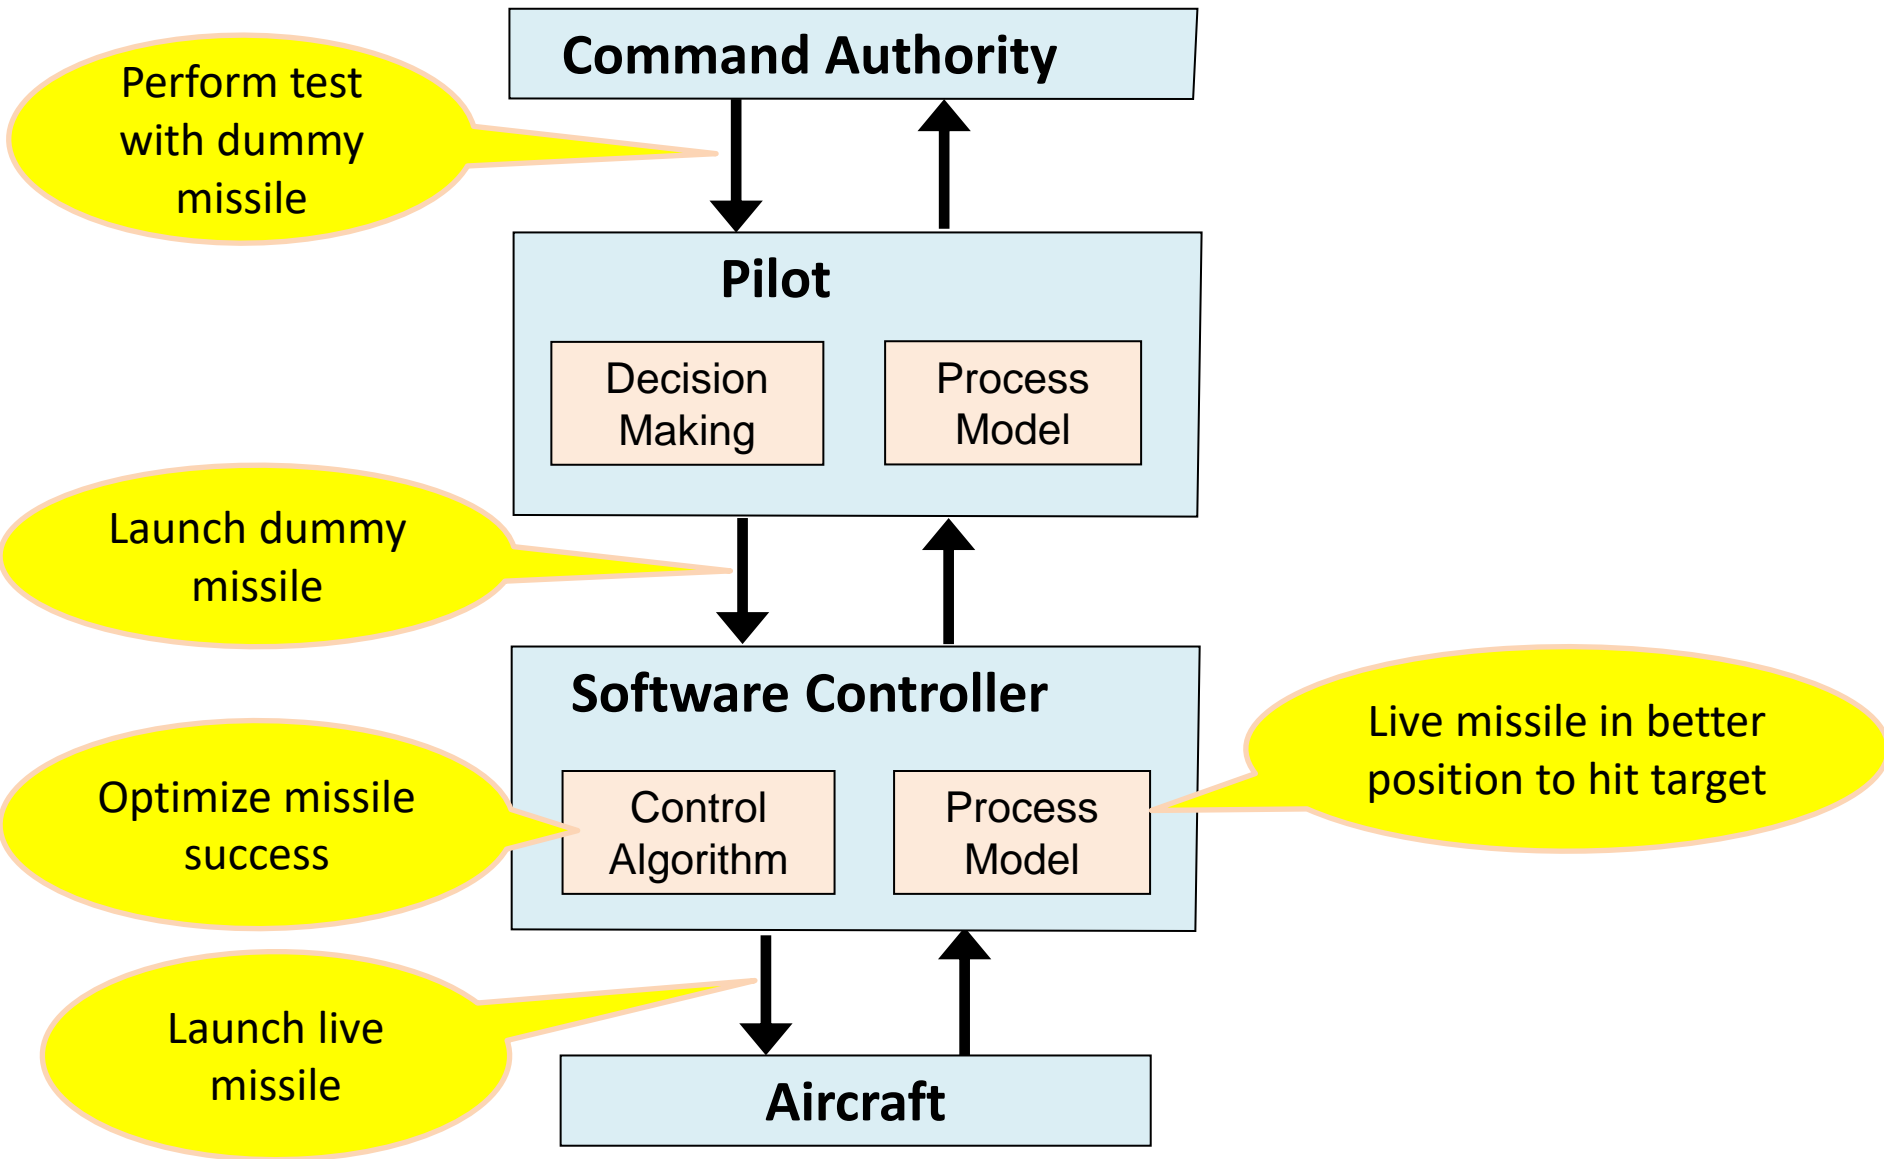 Command Authority
Perform test
with dummy
missile
Pilot
Decision
Making
Process
Model
Launch dummy
missile
Software Controller
Live missile in better
position to hit target
Optimize missile
success
Control
Algorithm
Process
Model
Launch live
missile
Aircraft